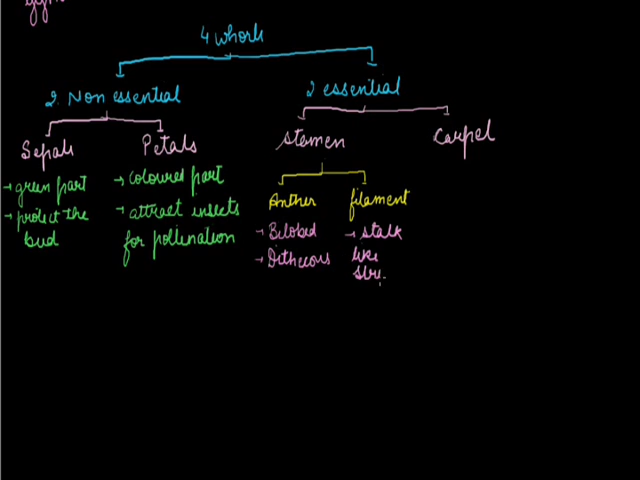 4 whorls
2 Non essential
2 essential
Sepals
Petals
stamen
Carpel
→ green part
→ protect the
bud
→ coloured part
→ attract insects
for pollination
Anther
→ Bilobed
→ Dithecous
filament
→ stalk
like